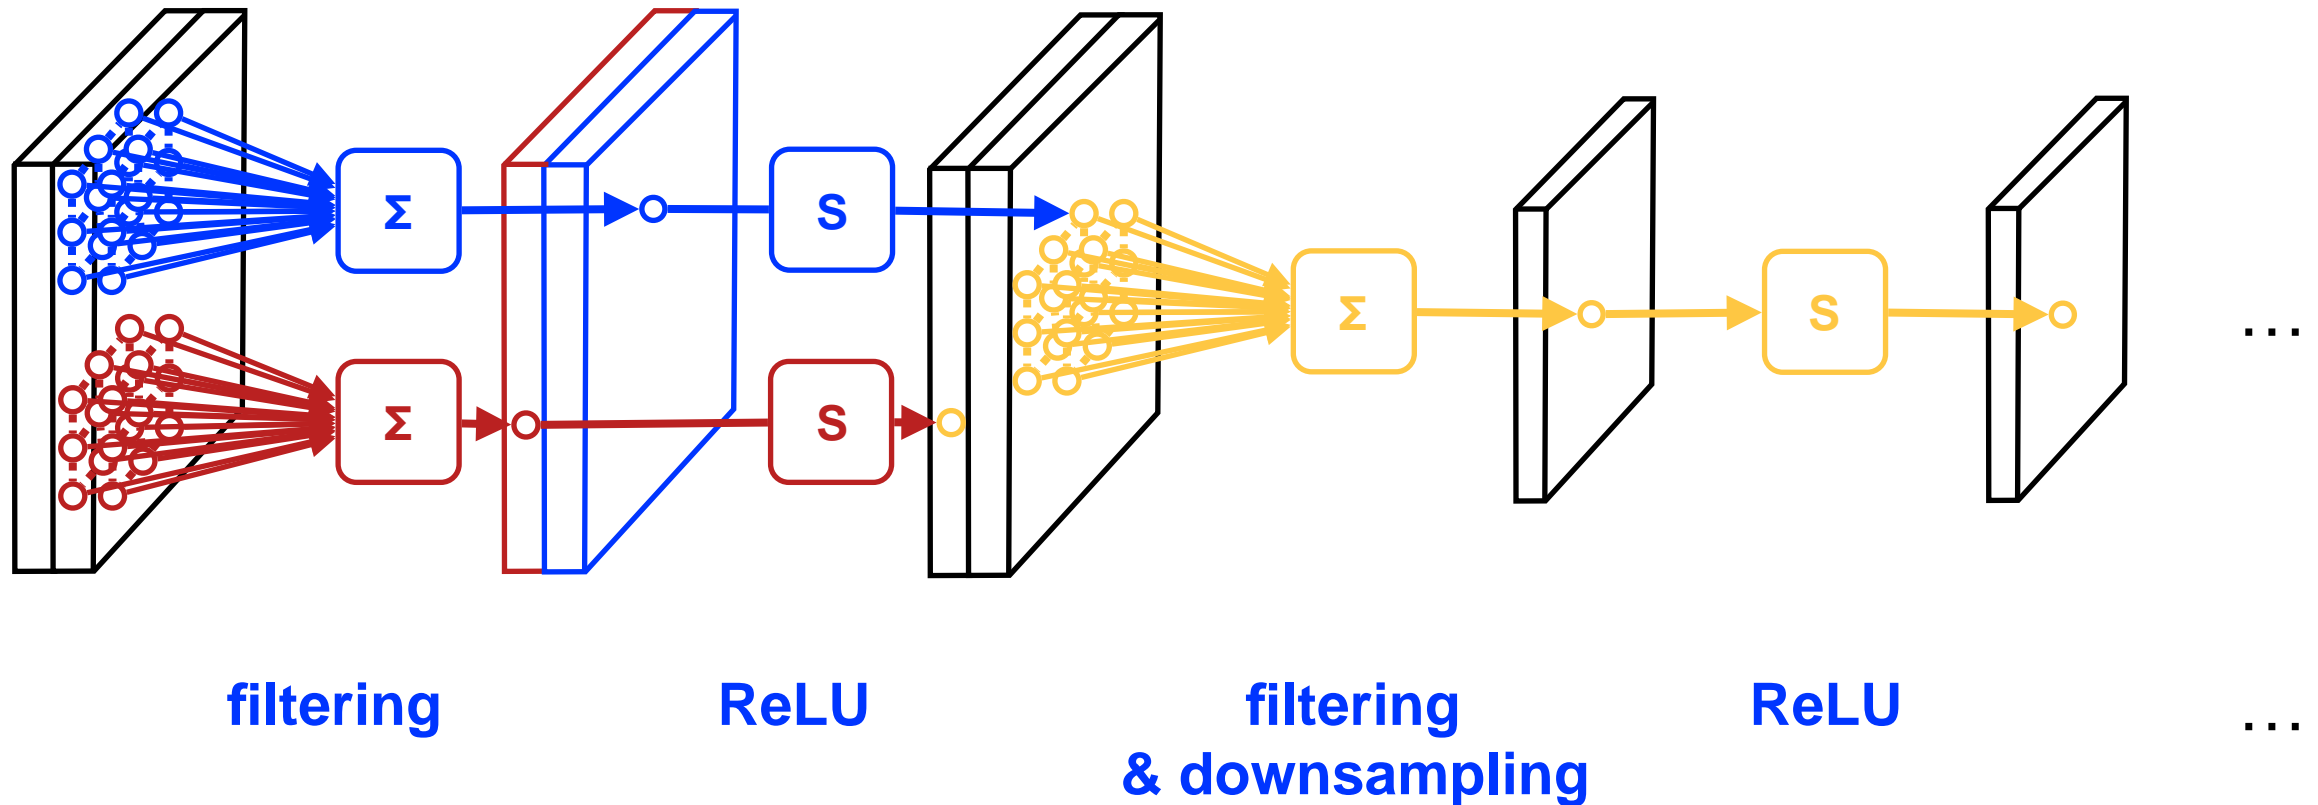 Σ
S
Σ
S
Σ
S
...
filtering
ReLU
filtering
& downsampling
ReLU
...